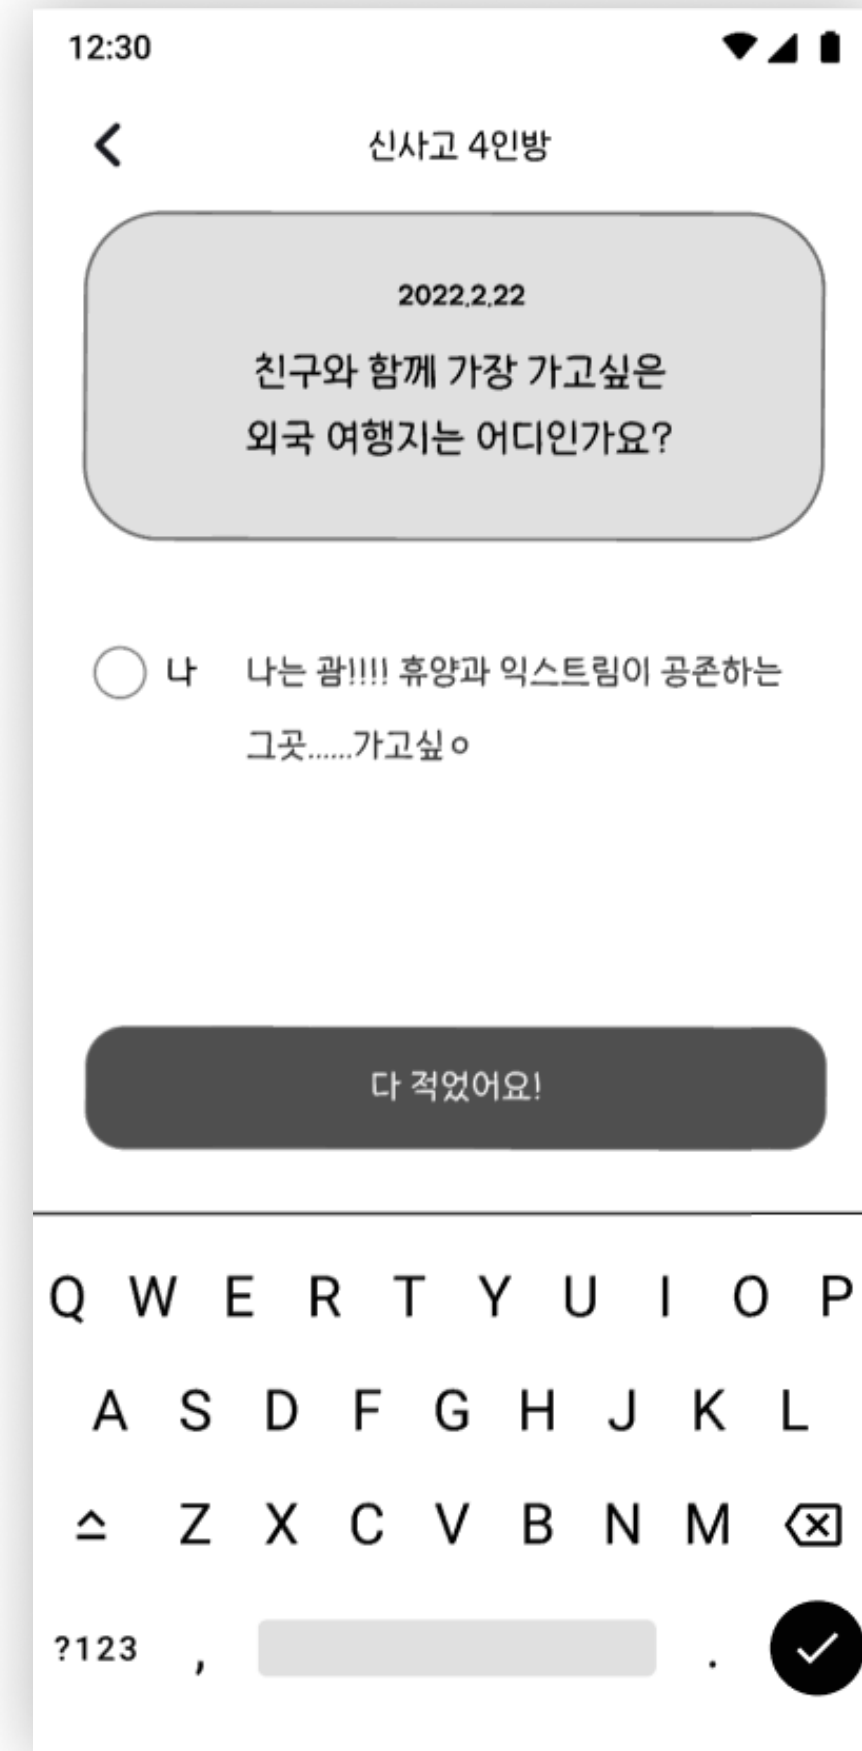 12:30
신사고 4인방
2022.2.22
친구와 함께 가장 가고싶은
외국 여행지는 어디인가요?
나 나는 괌!!!! 휴양과 익스트림이 공존하는
그곳......가고싶ㅇ
다 적었어요!
Q W E R T Y U I O P
A S D F G H J K L
Z X C V B N M
?123 , .